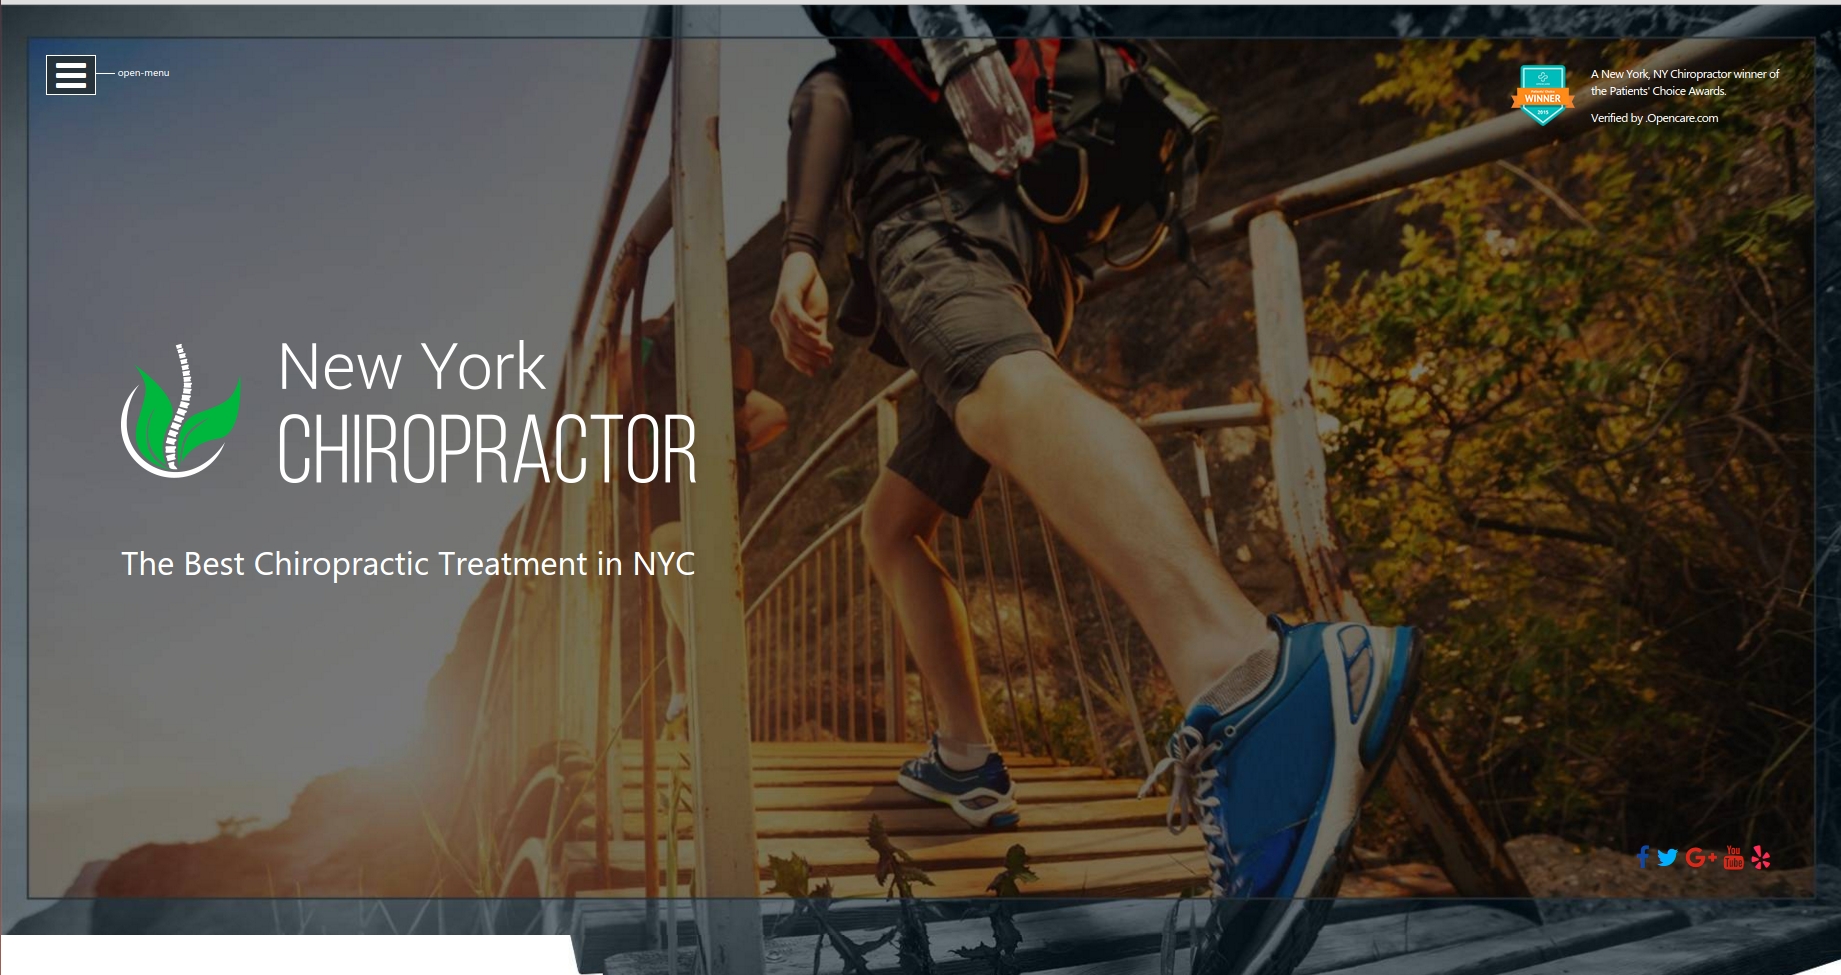 open-menu
A New York, NY Chiropractor winner of
the Patients' Choice Awards.
WINNER
2015
Verified by .Opencare.com
New York
CHIROPRACTOR
The Best Chiropractic Treatment in NYC
f G+ You
Tube